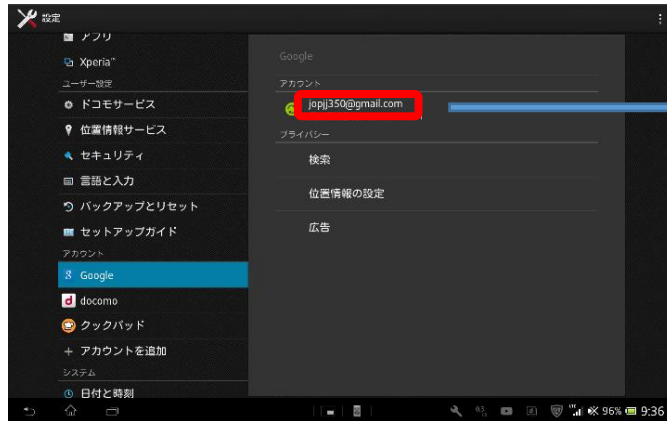 設定
アプリ
Xperia™
ユーザー設定
ドコモサービス
位置情報サービス
セキュリティ
言語と入力
バックアップとリセット
セットアップガイド
アカウント
Google
docomo
クックパッド
アカウントを追加
システム
日付と時刻
Google
アカウント
jopjj350@gmail.com
プライバシー
検索
位置情報の設定
広告
96%
9:36